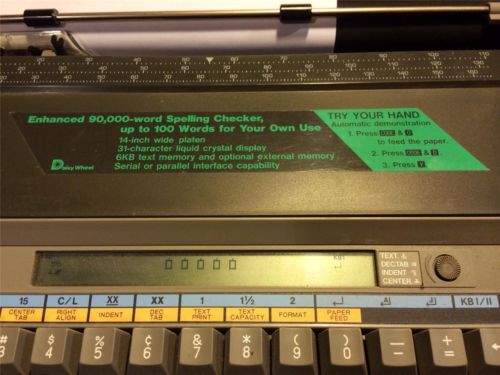 Enhanced 90,000-word Spelling Checker,
up to 100 Words for Your Own Use
14-inch wide platen
31-character liquid crystal display
6KB text memory and optional external memory
Serial or parallel interface capability
Daisy Wheel
TRY YOUR HAND
Automatic demonstration
1. Press CODE &
to feed the paper.
2. Press CODE &
3. Press
KB1
TEXT
DECTAB
INDENT
CENTER
15 C/L XX XX 1 1½ 2 KB I/II
CENTER TAB RIGHT ALIGN INDENT DEC TAB TEXT PRINT TEXT CAPACITY FORMAT PAPER FEED
# $ % ¢ & * ( ) — +
3 4 5 6 7 8 9 0 - =